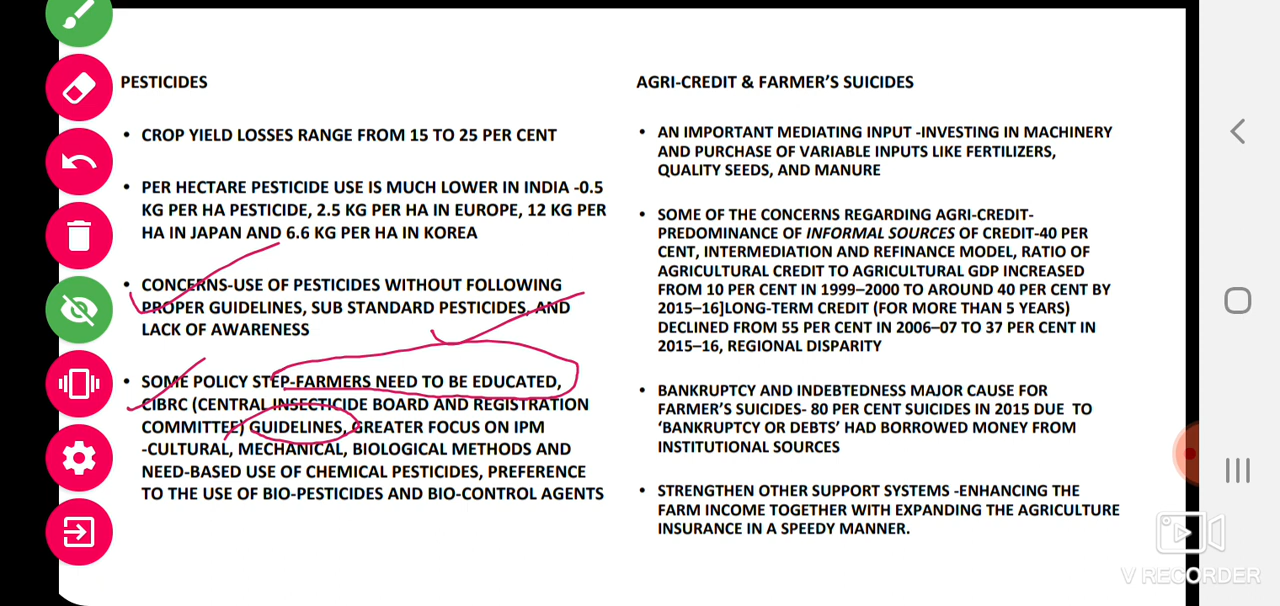 PESTICIDES
• CROP YIELD LOSSES RANGE FROM 15 TO 25 PER CENT
• PER HECTARE PESTICIDE USE IS MUCH LOWER IN INDIA -0.5
KG PER HA PESTICIDE, 2.5 KG PER HA IN EUROPE, 12 KG PER
HA IN JAPAN AND 6.6 KG PER HA IN KOREA
• CONCERNS-USE OF PESTICIDES WITHOUT FOLLOWING
PROPER GUIDELINES, SUB STANDARD PESTICIDES, AND
LACK OF AWARENESS
• SOME POLICY STEP-FARMERS NEED TO BE EDUCATED,
CIBRC (CENTRAL INSECTICIDE BOARD AND REGISTRATION
COMMITTEE) GUIDELINES, GREATER FOCUS ON IPM
-CULTURAL, MECHANICAL, BIOLOGICAL METHODS AND
NEED-BASED USE OF CHEMICAL PESTICIDES, PREFERENCE
TO THE USE OF BIO-PESTICIDES AND BIO-CONTROL AGENTS
AGRI-CREDIT & FARMER'S SUICIDES
• AN IMPORTANT MEDIATING INPUT -INVESTING IN MACHINERY
AND PURCHASE OF VARIABLE INPUTS LIKE FERTILIZERS,
QUALITY SEEDS, AND MANURE
• SOME OF THE CONCERNS REGARDING AGRI-CREDIT-
PREDOMINANCE OF INFORMAL SOURCES OF CREDIT-40 PER
CENT, INTERMEDIATION AND REFINANCE MODEL, RATIO OF
AGRICULTURAL CREDIT TO AGRICULTURAL GDP INCREASED
FROM 10 PER CENT IN 1999–2000 TO AROUND 40 PER CENT BY
2015–16]LONG-TERM CREDIT (FOR MORE THAN 5 YEARS)
DECLINED FROM 55 PER CENT IN 2006–07 TO 37 PER CENT IN
2015–16, REGIONAL DISPARITY
• BANKRUPTCY AND INDEBTEDNESS MAJOR CAUSE FOR
FARMER'S SUICIDES- 80 PER CENT SUICIDES IN 2015 DUE TO
'BANKRUPTCY OR DEBTS' HAD BORROWED MONEY FROM
INSTITUTIONAL SOURCES
• STRENGTHEN OTHER SUPPORT SYSTEMS -ENHANCING THE
FARM INCOME TOGETHER WITH EXPANDING THE AGRICULTURE
INSURANCE IN A SPEEDY MANNER.
V RECORDER